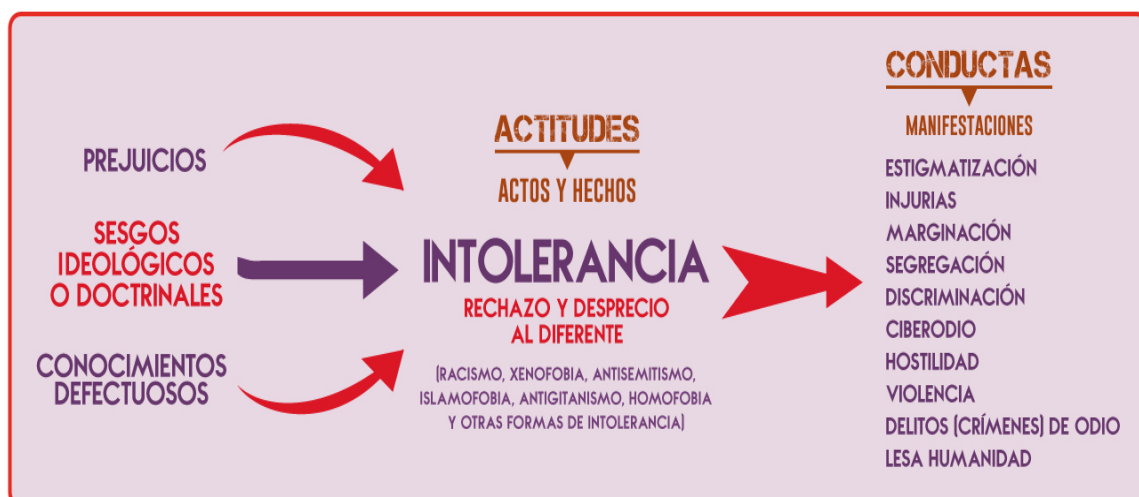 PREJUICIOS
SESGOS
IDEOLÓGICOS
O DOCTRINALES
CONOCIMIENTOS
DEFECTUOSOS
ACTITUDES
ACTOS Y HECHOS
INTOLERANCIA
RECHAZO Y DESPRECIO
AL DIFERENTE
(RACISMO, XENOFOBIA, ANTISEMITISMO,
ISLAMOFOBIA, ANTIGITANISMO, HOMOFOBIA
Y OTRAS FORMAS DE INTOLERANCIA)
CONDUCTAS
MANIFESTACIONES
ESTIGMATIZACIÓN
INJURIAS
MARGINACIÓN
SEGREGACIÓN
DISCRIMINACIÓN
CIBERODIO
HOSTILIDAD
VIOLENCIA
DELITOS (CRÍMENES) DE ODIO
LESA HUMANIDAD